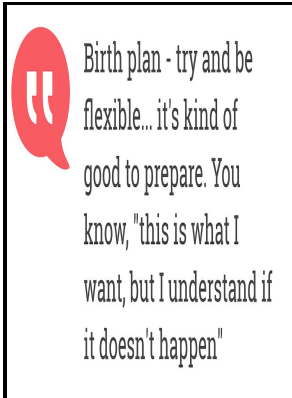 Birth plan - try and be
flexible... it's kind of
good to prepare. You
know, "this is what I
want, but I understand if
it doesn't happen"